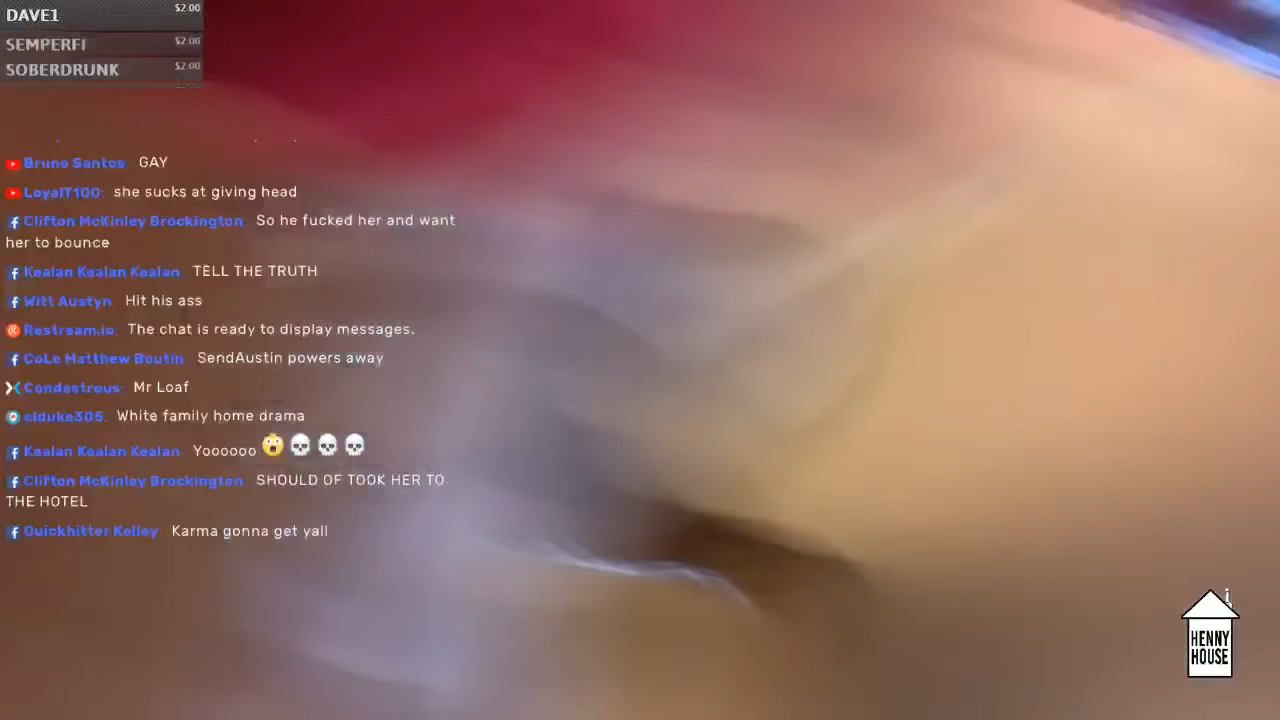 DAVE1 $2.00
SEMPERFI $2.00
SOBERDRUNK $2.00
Bruno Santos: GAY
LoyalT100: she sucks at giving head
Clifton McKinley Brockington: So he fucked her and want
her to bounce
Kealan Kealan Kealan: TELL THE TRUTH
Witt Austyn: Hit his ass
Restream.io: The chat is ready to display messages.
CoLe Matthew Boutin: SendAustin powers away
Condastrous: Mr Loaf
elduke305: White family home drama
Kealan Kealan Kealan: Yoooooo 😲💀💀💀
Clifton McKinley Brockington: SHOULD OF TOOK HER TO
THE HOTEL
Quickhitter Kelley: Karma gonna get yall
HENNY
HOUSE